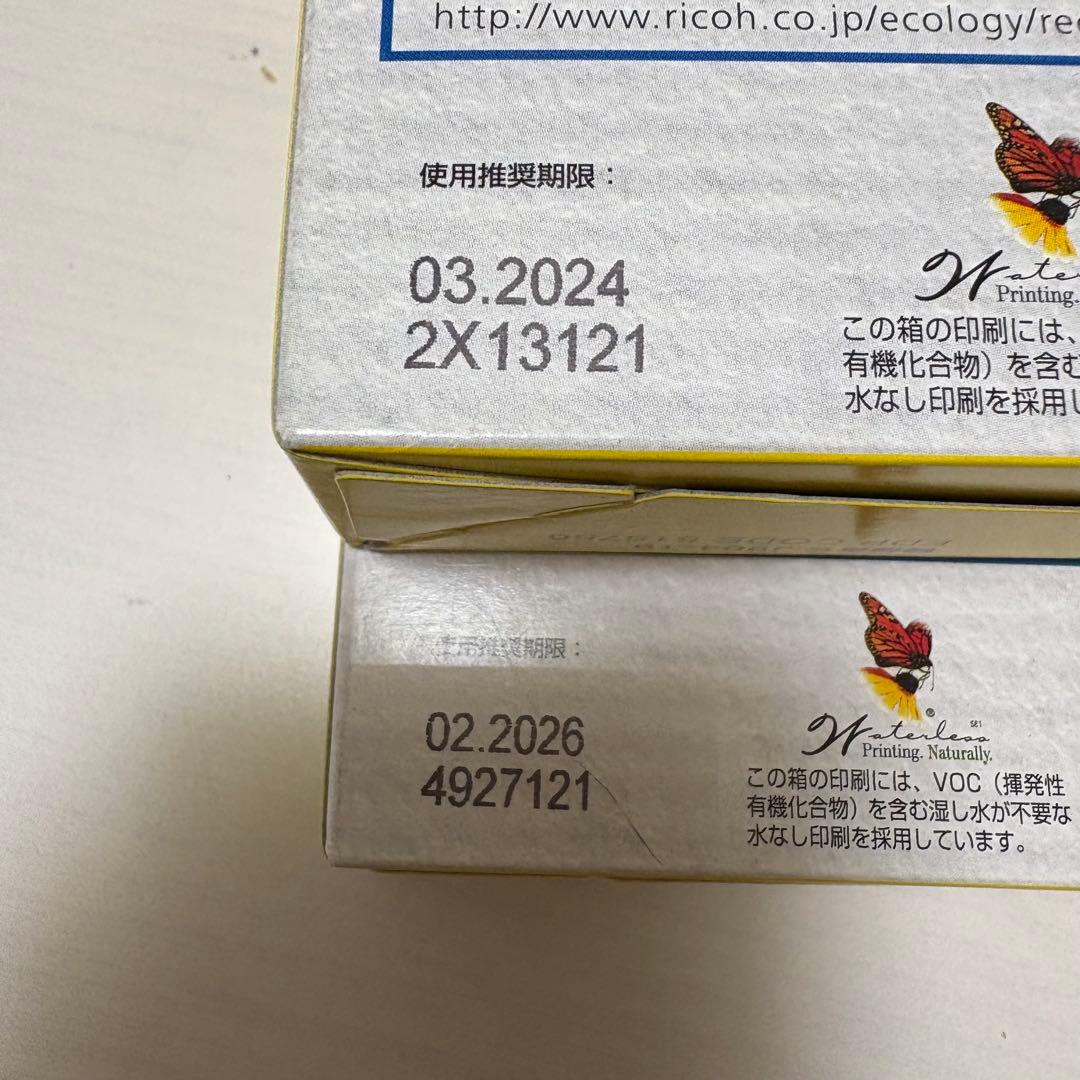 http://www.ricoh.co.jp/ecology/re
使用推奨期限：
03.2024
2X13121
Water
Printing.
この箱の印刷には、
有機化合物）を含む
水なし印刷を採用し
使用推奨期限：
02.2026
4927121
Waterless®
SE1
Printing. Naturally.
この箱の印刷には、VOC（揮発性
有機化合物）を含む湿し水が不要な
水なし印刷を採用しています。